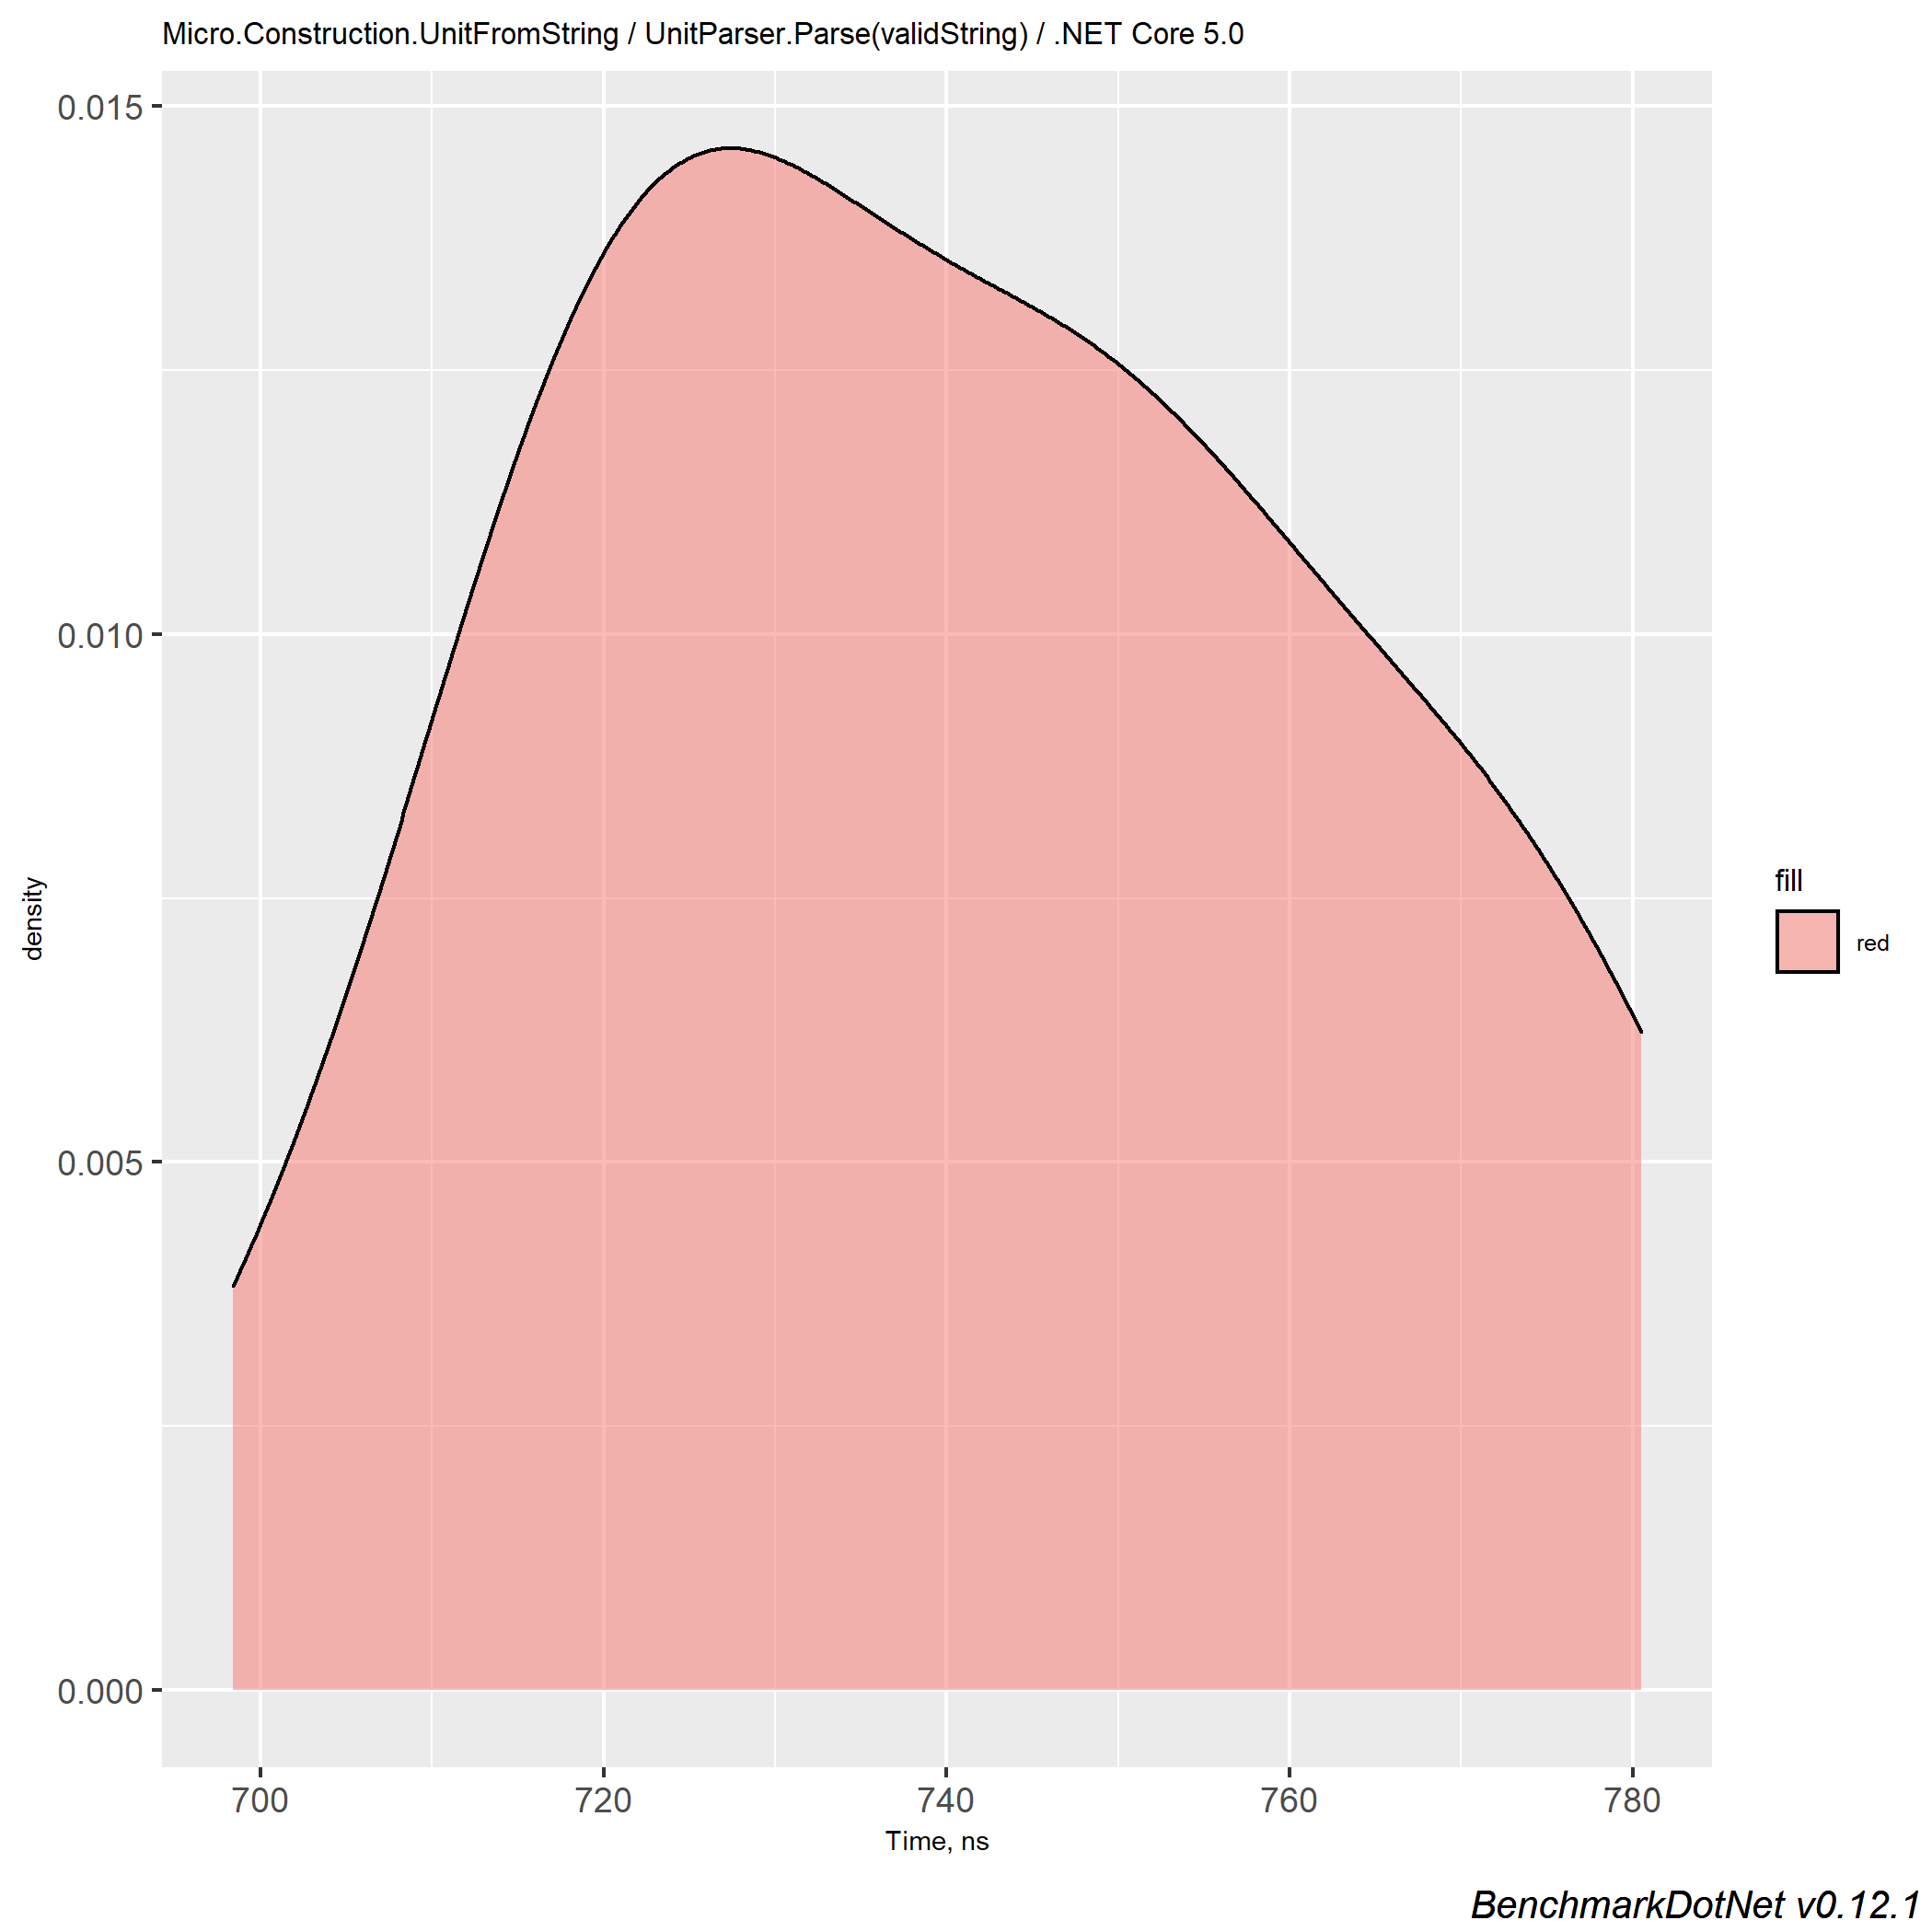 Micro.Construction.UnitFromString / UnitParser.Parse(validString) / .NET Core 5.0
0.015
0.010
0.005
0.000
density
700 720 740 760 780
Time, ns
fill
red
BenchmarkDotNet v0.12.1